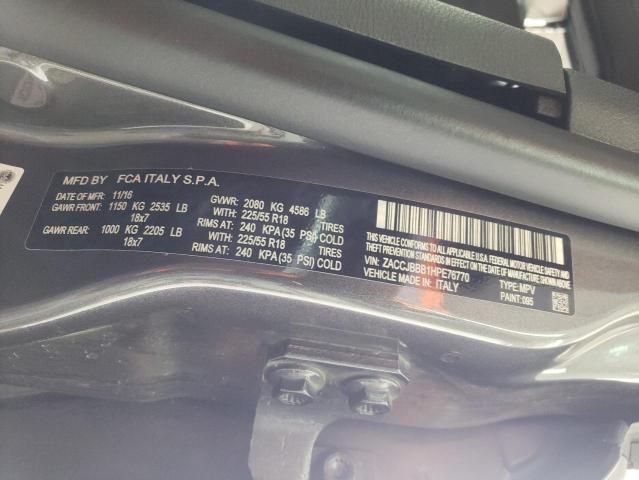 MFD BY FCA ITALY S.P.A.
DATE OF MFR: 11/16 GVWR: 2080 KG 4586 LB
GAWR FRONT: 1150 KG 2535 LB WITH: 225/55 R18 TIRES
18x7 RIMS AT: 240 KPA (35 PSI) COLD
GAWR REAR: 1000 KG 2205 LB WITH: 225/55 R18 TIRES
18x7 RIMS AT: 240 KPA (35 PSI) COLD
THIS VEHICLE CONFORMS TO ALL APPLICABLE U.S.A. FEDERAL MOTOR VEHICLE SAFETY, BUMPER, AND
THEFT PREVENTION STANDARDS IN EFFECT ON THE DATE OF MANUFACTURE SHOWN ABOVE
VIN: ZACCJBBB1HPE76770 TYPE: MPV
VEHICLE MADE IN: ITALY PAINT: 095